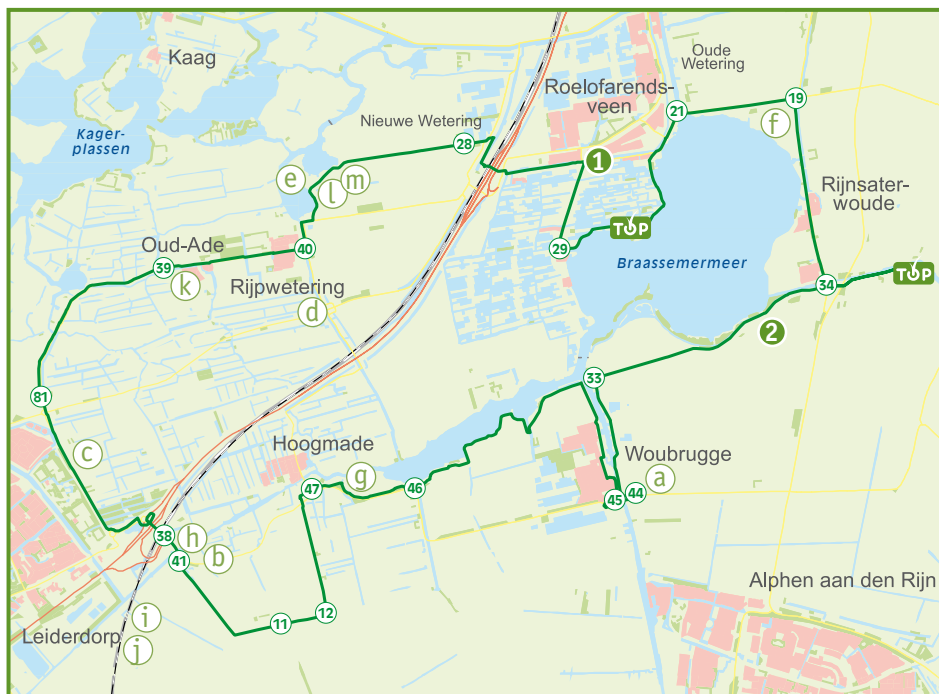 Kaag
Oude
Wetering
Roelofarends-
veen
19
21
f
Kager-
plassen
Nieuwe Wetering
28
1
e
m
l
Rijnsater-
woude
TOP
Oud-Ade
40
29
39
k
Braassemermeer
TOP
Rijpwetering
34
d
2
33
81
Hoogmade
c
Woubrugge
g
a
47
46
44
45
38
h
41
b
Alphen aan den Rijn
12
11
i
Leiderdorp
j